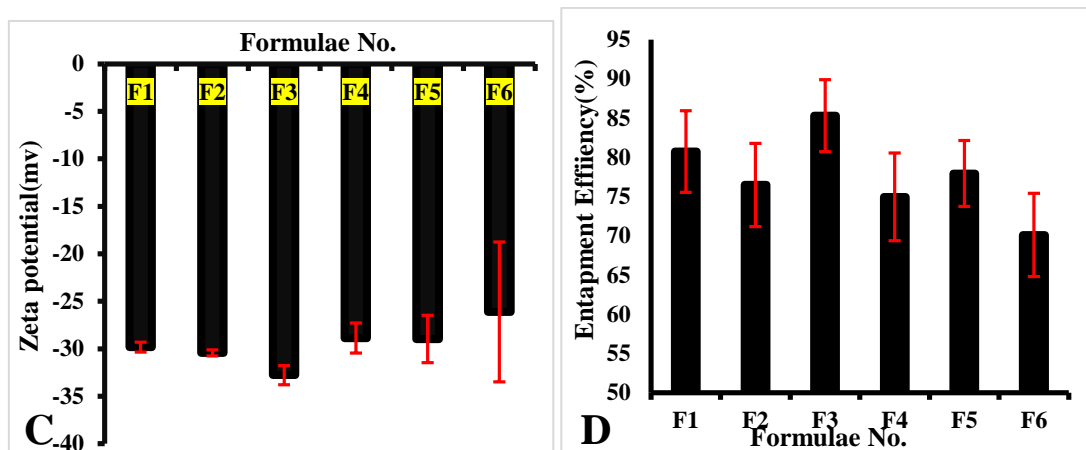 Formulae No.
0
-5
-10
-15
-20
-25
-30
-35
-40
Zeta potential(mv)
F1 F2 F3 F4 F5 F6
C
95
90
85
80
75
70
65
60
55
50
Entapment Effiiency(%)
F1 F2 F3 F4 F5 F6
Formulae No.
D